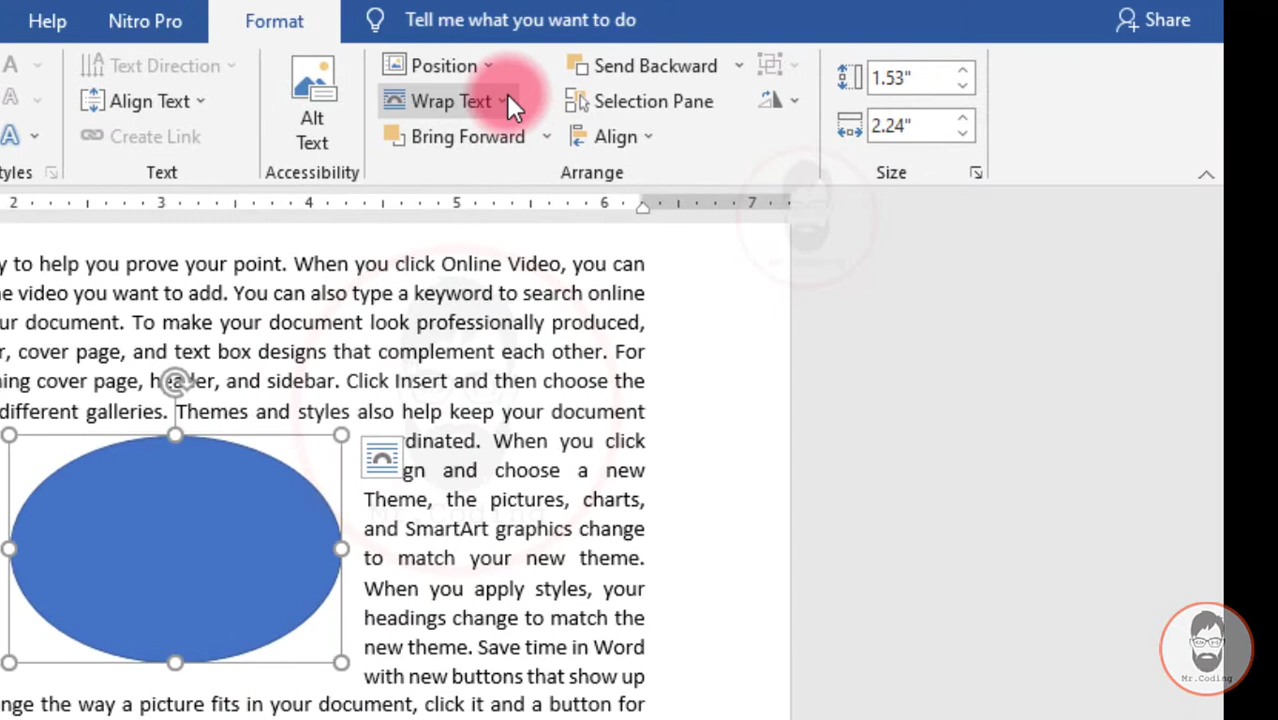 Help Nitro Pro Format Tell me what you want to do Share
Text Direction Position Send Backward 1.53"
Align Text Wrap Text Selection Pane
Create Link Alt Text Bring Forward Align 2.24"
Text Accessibility Arrange Size
2 3 4 5 6 7
y to help you prove your point. When you click Online Video, you can
ne video you want to add. You can also type a keyword to search online
ur document. To make your document look professionally produced,
r, cover page, and text box designs that complement each other. For
ning cover page, header, and sidebar. Click Insert and then choose the
different galleries. Themes and styles also help keep your document
dinated. When you click
gn and choose a new
Theme, the pictures, charts,
and SmartArt graphics change
to match your new theme.
When you apply styles, your
headings change to match the
new theme. Save time in Word
with new buttons that show up
nge the way a picture fits in your document, click it and a button for
Mr.Coding